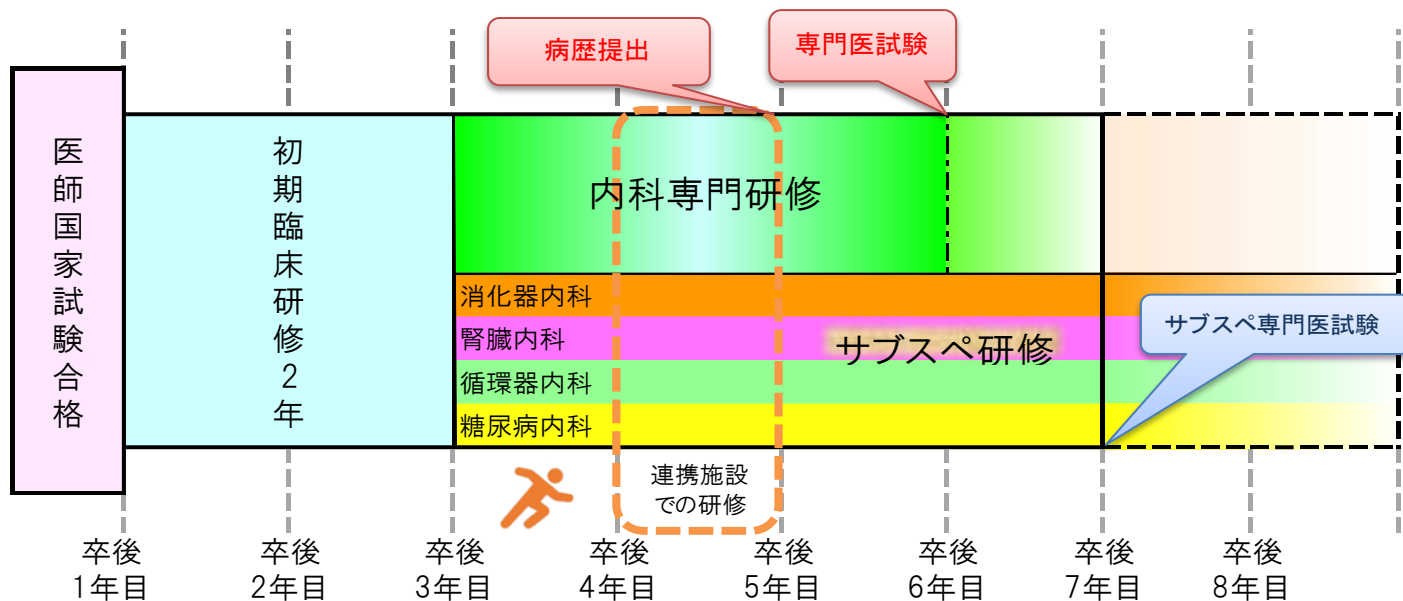 病歴提出
専門医試験
医師国家試験合格
初期臨床研修2年
内科専門研修
消化器内科
腎臓内科
循環器内科
糖尿病内科
サブスペ研修
サブスペ専門医試験
連携施設
での研修
卒後
1年目
卒後
2年目
卒後
3年目
卒後
4年目
卒後
5年目
卒後
6年目
卒後
7年目
卒後
8年目